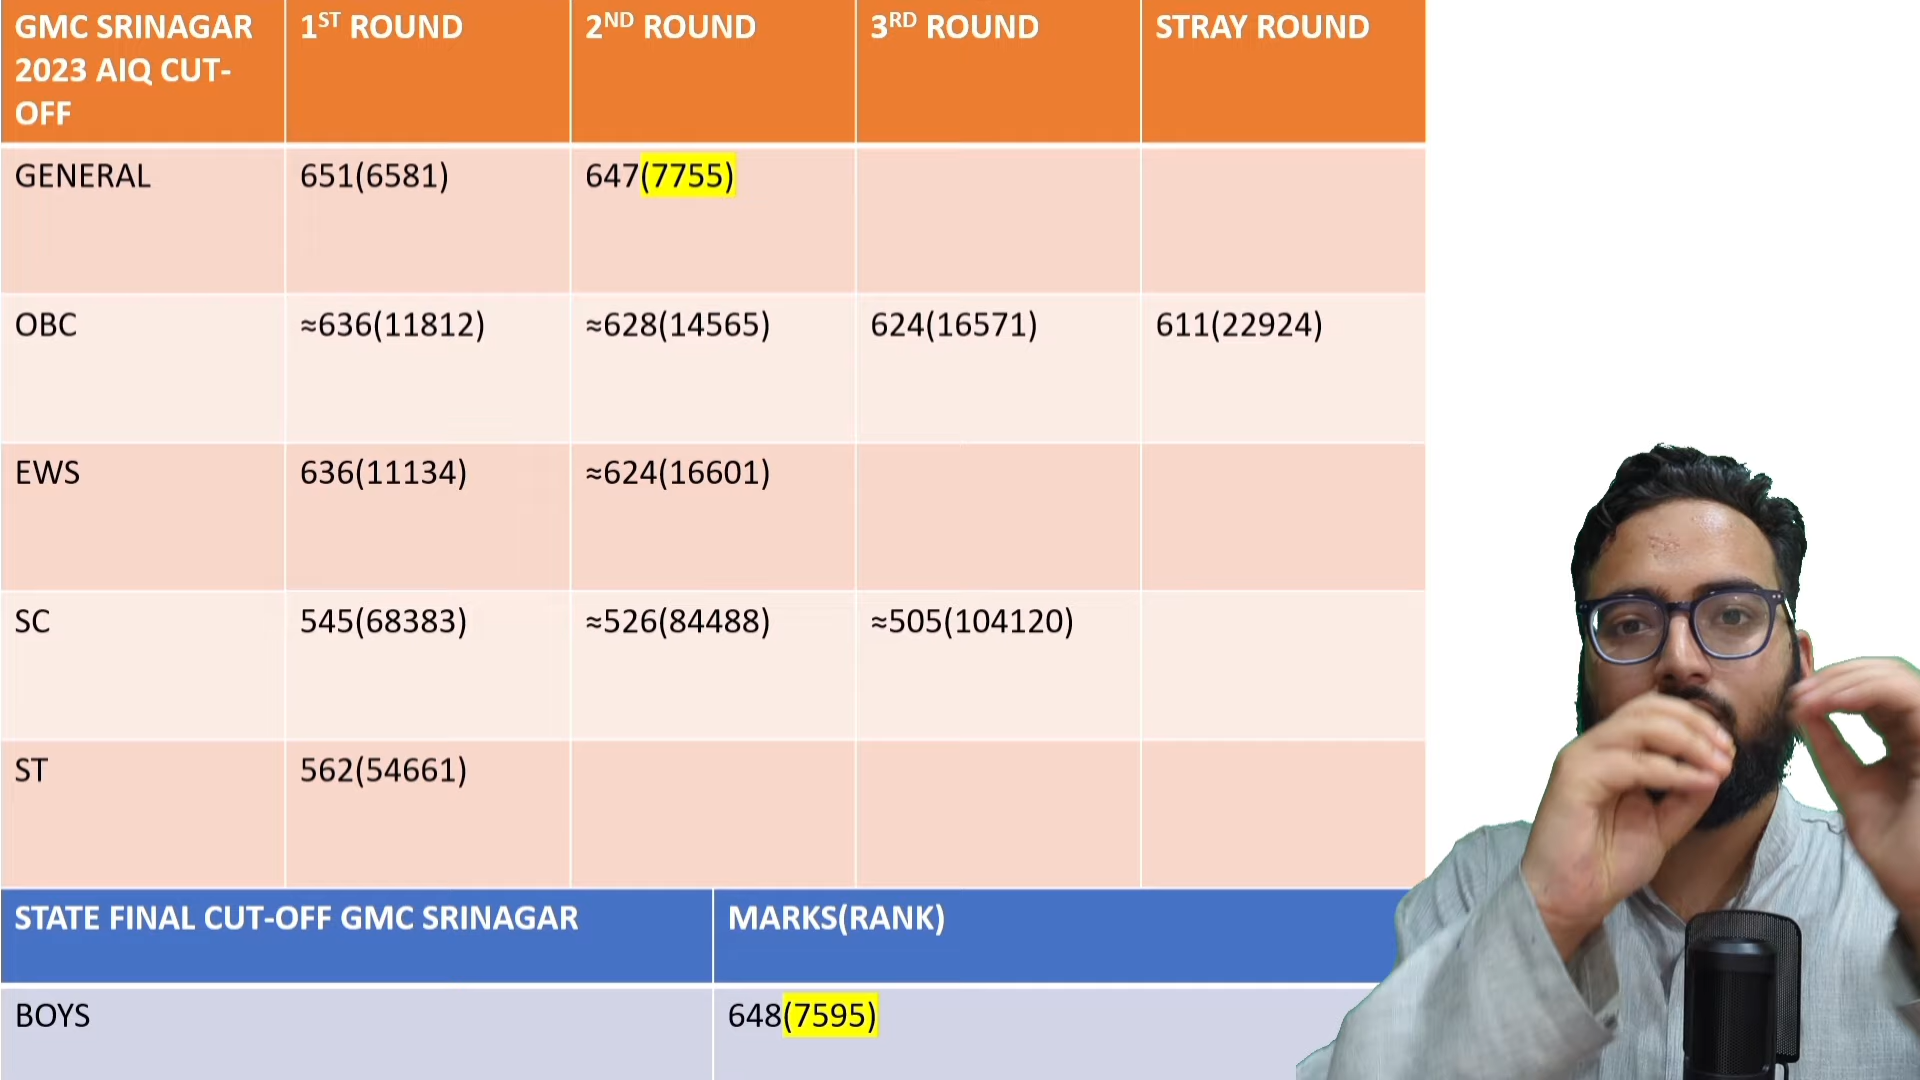 GMC SRINAGAR 2023 AIQ CUT-OFF 1ST ROUND 2ND ROUND 3RD ROUND STRAY ROUND
GENERAL 651(6581) 647(7755)
OBC ≈636(11812) ≈628(14565) 624(16571) 611(22924)
EWS 636(11134) ≈624(16601)
SC 545(68383) ≈526(84488) ≈505(104120)
ST 562(54661)
STATE FINAL CUT-OFF GMC SRINAGAR MARKS(RANK)
BOYS 648(7595)